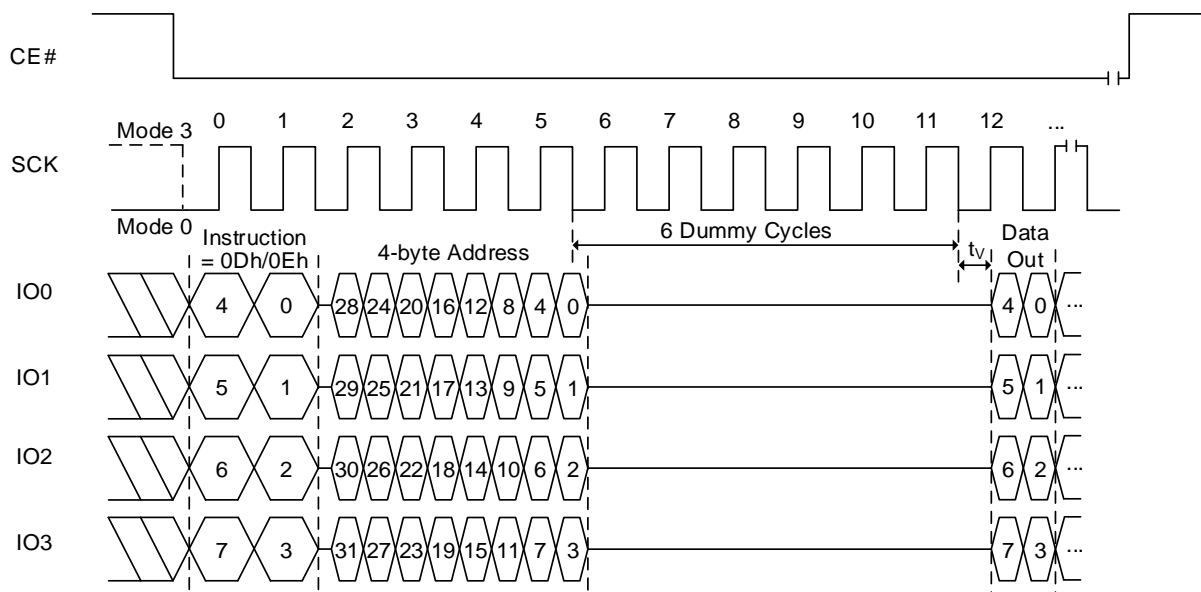 CE#
0 1 2 3 4 5 6 7 8 9 10 11 12 ...
Mode 3
SCK
Mode 0
6 Dummy Cycles
Instruction
= 0Dh/0Eh
4-byte Address
tV
Data
Out
IO0 4 0 28 24 20 16 12 8 4 0 4 0 ...
IO1 5 1 29 25 21 17 13 9 5 1 5 1 ...
IO2 6 2 30 26 22 18 14 10 6 2 6 2 ...
IO3 7 3 31 27 23 19 15 11 7 3 7 3 ...